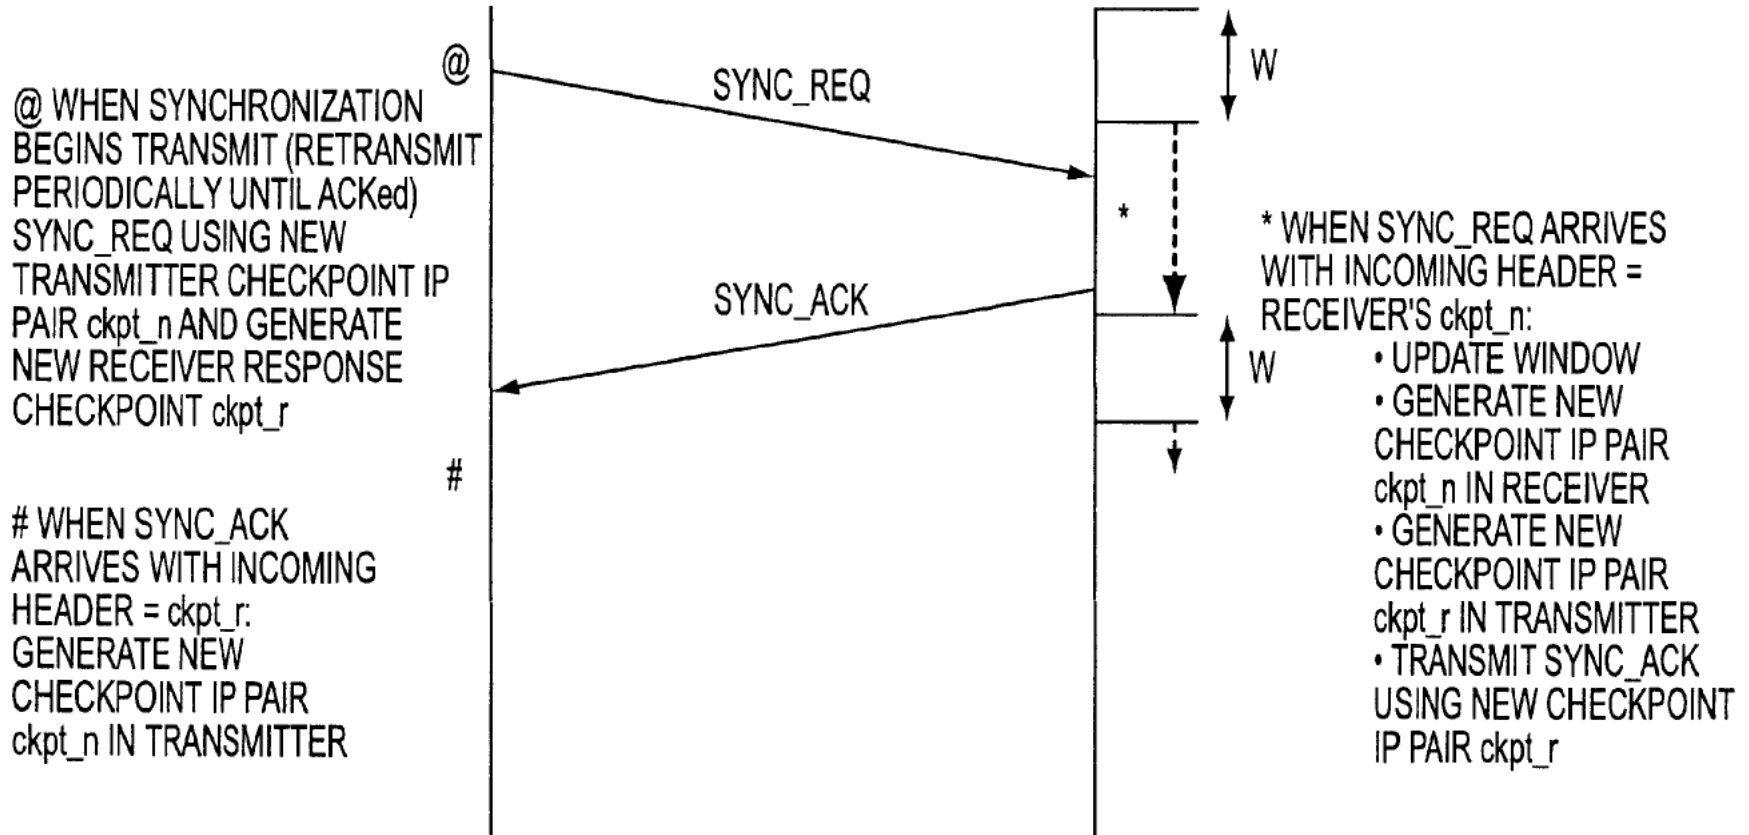 @
@ WHEN SYNCHRONIZATION
BEGINS TRANSMIT (RETRANSMIT
PERIODICALLY UNTIL ACKed)
SYNC_REQ USING NEW
TRANSMITTER CHECKPOINT IP
PAIR ckpt_n AND GENERATE
NEW RECEIVER RESPONSE
CHECKPOINT ckpt_r
#
# WHEN SYNC_ACK
ARRIVES WITH INCOMING
HEADER = ckpt_r:
GENERATE NEW
CHECKPOINT IP PAIR
ckpt_n IN TRANSMITTER
SYNC_REQ
SYNC_ACK
W
*
W
* WHEN SYNC_REQ ARRIVES
WITH INCOMING HEADER =
RECEIVER'S ckpt_n:
• UPDATE WINDOW
• GENERATE NEW
CHECKPOINT IP PAIR
ckpt_n IN RECEIVER
• GENERATE NEW
CHECKPOINT IP PAIR
ckpt_r IN TRANSMITTER
• TRANSMIT SYNC_ACK
USING NEW CHECKPOINT
IP PAIR ckpt_r